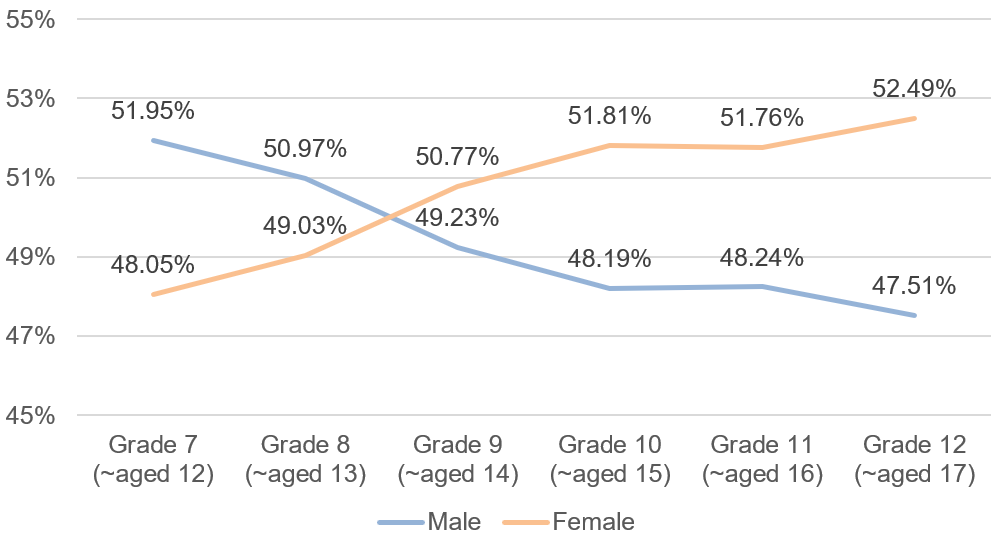 55%
53%
51%
49%
47%
45%
51.95%
50.97%
49.23%
48.19%
48.24%
47.51%
48.05%
49.03%
50.77%
51.81%
51.76%
52.49%
Grade 7
(~aged 12)
Grade 8
(~aged 13)
Grade 9
(~aged 14)
Grade 10
(~aged 15)
Grade 11
(~aged 16)
Grade 12
(~aged 17)
Male
Female